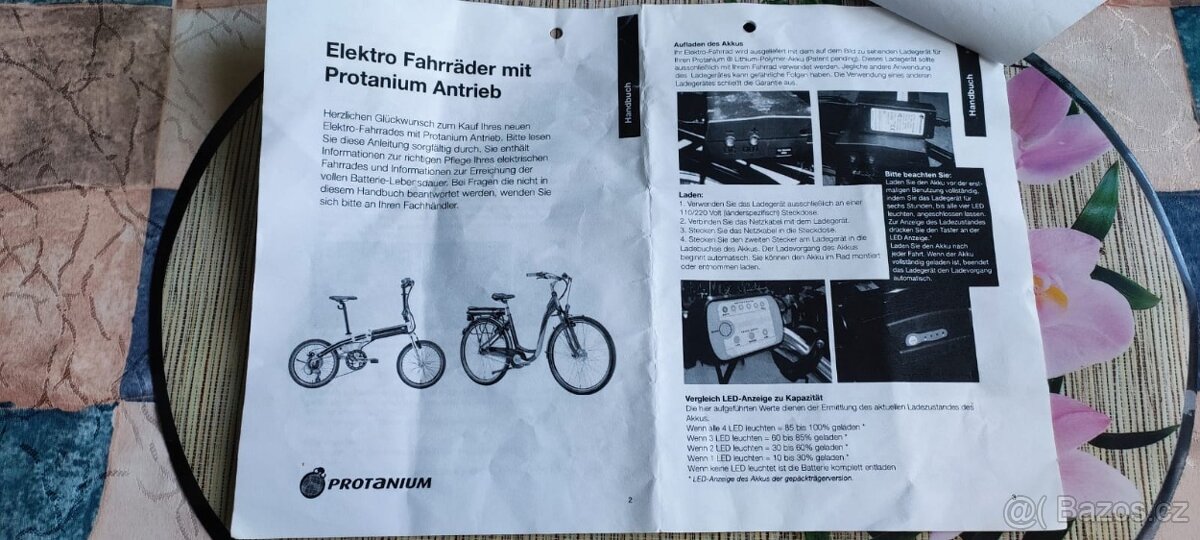 Elektro Fahrräder mit
Protanium Antrieb
Herzlichen Glückwunsch zum Kauf Ihres neuen
Elektro-Fahrrades mit Protanium Antrieb. Bitte lesen
Sie diese Anleitung sorgfältig durch. Sie enthält
Informationen zur richtigen Pflege Ihres elektrischen
Fahrrades und Informationen zur Erreichung der
vollen Batterie-Lebensdauer. Bei Fragen die nicht in
diesem Handbuch beantwortet werden, wenden Sie
sich bitte an Ihren Fachhändler.
Handbuch
PROTANIUM
2
Aufladen des Akkus
Ihr Elektro-Fahrrad wird ausgeliefert mit dem auf dem Bild zu sehenden Ladegerät für
Ihren Protanium ® Lithium-Polymer-Akku (Patent pending). Dieses Ladegerät sollte
ausschließlich mit Ihrem Fahrrad verwendet werden. Jegliche andere Anwendung
des Ladegerätes kann gefährliche Folgen haben. Die Verwendung eines anderen
Ladegerätes schließt die Garantie aus.
Handbuch
Laden:
1. Verwenden Sie das Ladegerät ausschließlich an einer
110/220 Volt (länderspezifisch) Steckdose.
2. Verbinden Sie das Netzkabel mit dem Ladegerät.
3. Stecken Sie das Netzkabel in die Steckdose.
4. Stecken Sie den zweiten Stecker am Ladegerät in die
Ladebuchse des Akkus. Der Ladevorgang des Akkus
beginnt automatisch. Sie können den Akku im Rad montiert
oder entnommen laden.
Bitte beachten Sie:
Laden Sie den Akku vor der erst-
maligen Benutzung vollständig,
indem Sie das Ladegerät für
sechs Stunden, bis alle vier LED
leuchten, angeschlossen lassen.
Zur Anzeige des Ladezustandes
drücken Sie den Taster an der
LED Anzeige.*
Laden Sie den Akku nach
jeder Fahrt. Wenn der Akku
vollständig geladen ist, beendet
das Ladegerät den Ladevorgang
automatisch.
Vergleich LED-Anzeige zu Kapazität
Die hier aufgeführten Werte dienen der Ermittlung des aktuellen Ladezustandes des
Akkus.
Wenn alle 4 LED leuchten = 85 bis 100% geladen *
Wenn 3 LED leuchten = 60 bis 85% geladen *
Wenn 2 LED leuchten = 30 bis 60% geladen *
Wenn 1 LED leuchten = 10 bis 30% geladen *
Wenn keine LED leuchtet ist die Batterie komplett entladen
* LED-Anzeige des Akkus der gepäckträgerversion.
3
@( Bazos.cz